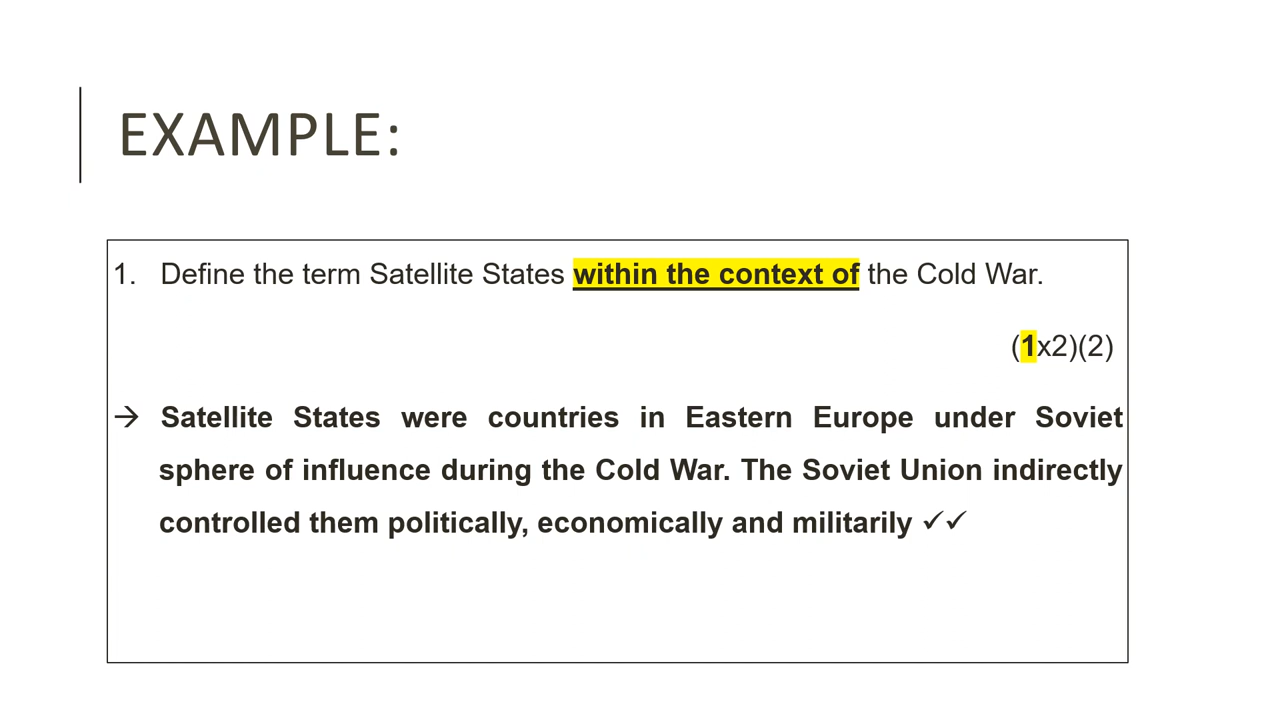 EXAMPLE:
1. Define the term Satellite States within the context of the Cold War.
(1x2)(2)
→ Satellite States were countries in Eastern Europe under Soviet
sphere of influence during the Cold War. The Soviet Union indirectly
controlled them politically, economically and militarily ✓✓